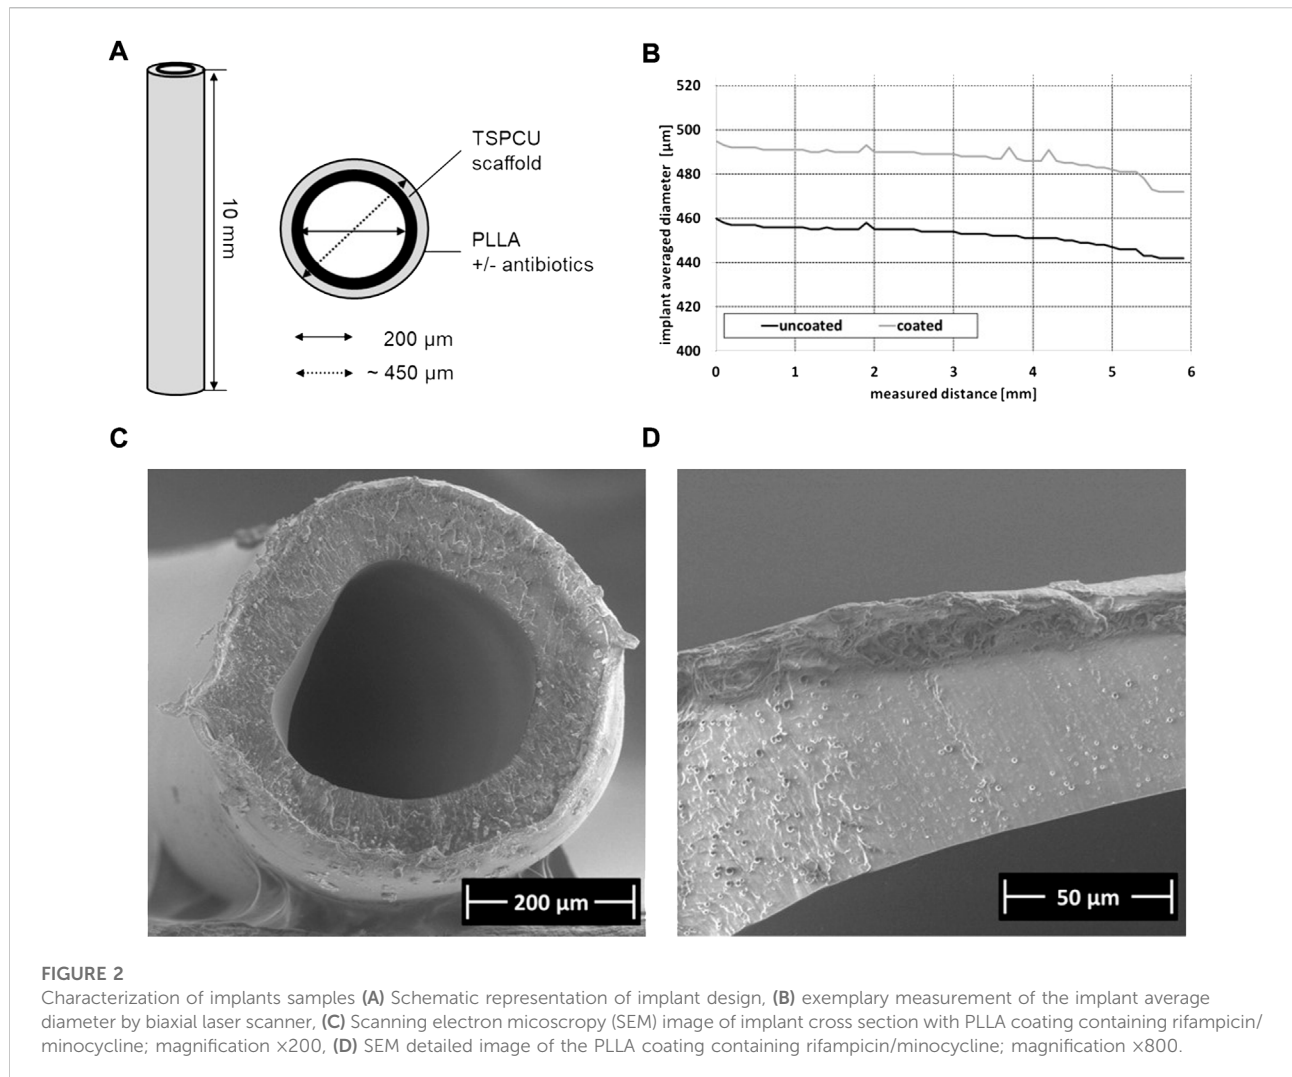 A
TSPCU
scaffold
10 mm
PLLA
+/- antibiotics
200 µm
~ 450 µm
B
520
500
480
460
440
420
400
implant averaged diameter [µm]
uncoated
coated
0 1 2 3 4 5 6
measured distance [mm]
C
200 µm
D
50 µm
FIGURE 2
Characterization of implants samples (A) Schematic representation of implant design, (B) exemplary measurement of the implant average
diameter by biaxial laser scanner, (C) Scanning electron micoscropy (SEM) image of implant cross section with PLLA coating containing rifampicin/
minocycline; magnification ×200, (D) SEM detailed image of the PLLA coating containing rifampicin/minocycline; magnification ×800.